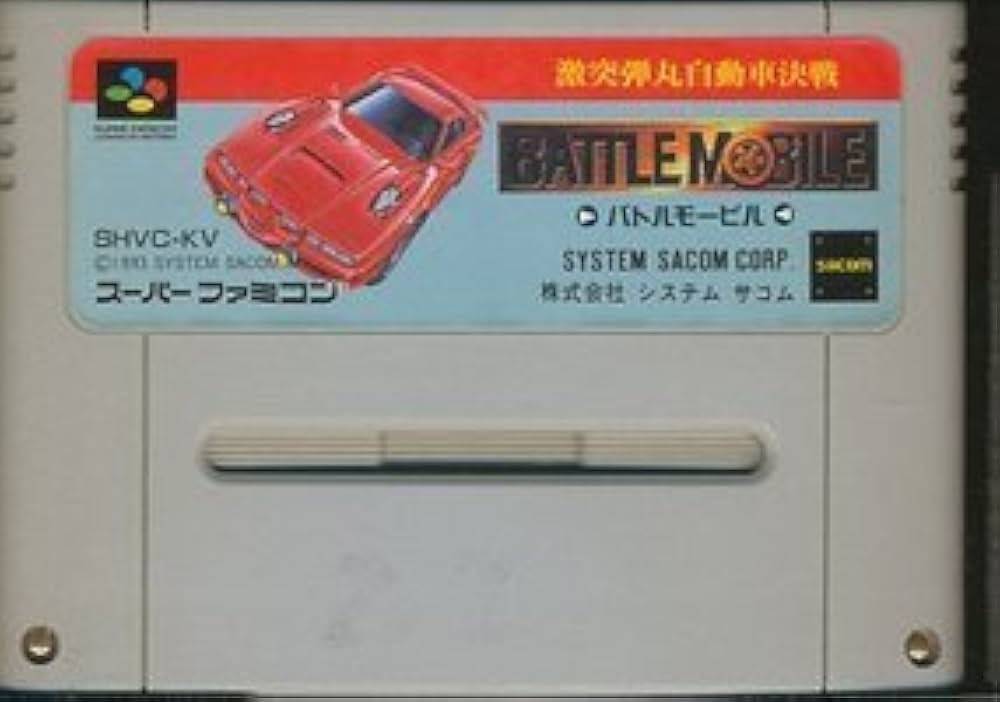 激突弾丸自動車決戦
BATTLE MOBILE
バトルモービル
SHVC-KV
©1993 SYSTEM SACOM
スーパーファミコン
SYSTEM SACOM CORP.
株式会社 システム サコム
sacom
SUPER FAMICOM